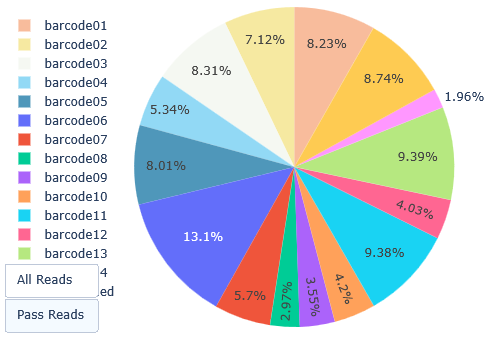 barcode01
barcode02
barcode03
barcode04
barcode05
barcode06
barcode07
barcode08
barcode09
barcode10
barcode11
barcode12
barcode13
4
ed
All Reads
Pass Reads
8.23%
8.74%
1.96%
9.39%
4.03%
9.38%
4.2%
3.55%
2.97%
5.7%
13.1%
8.01%
5.34%
8.31%
7.12%